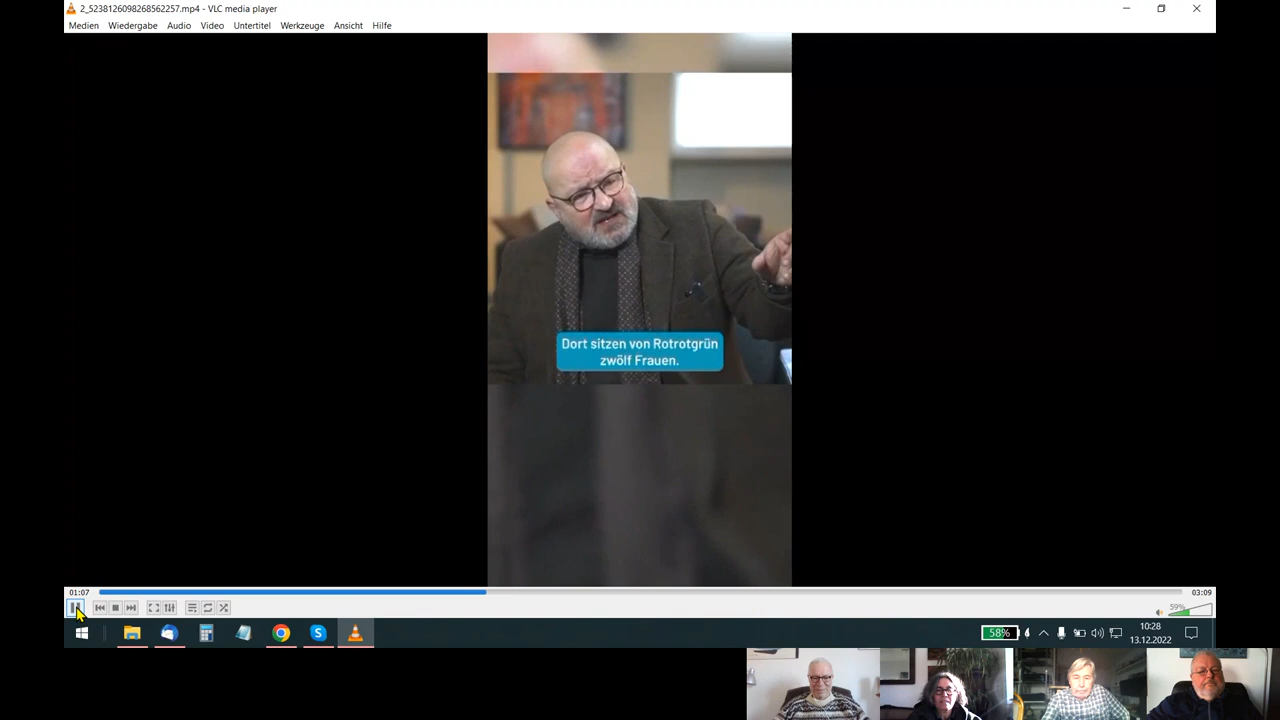 2_5238126098268562257.mp4 - VLC media player
Medien Wiedergabe Audio Video Untertitel Werkzeuge Ansicht Hilfe
Dort sitzen von Rotrotgrün
zwölf Frauen.
01:07 03:09
59%
58% 10:28
13.12.2022